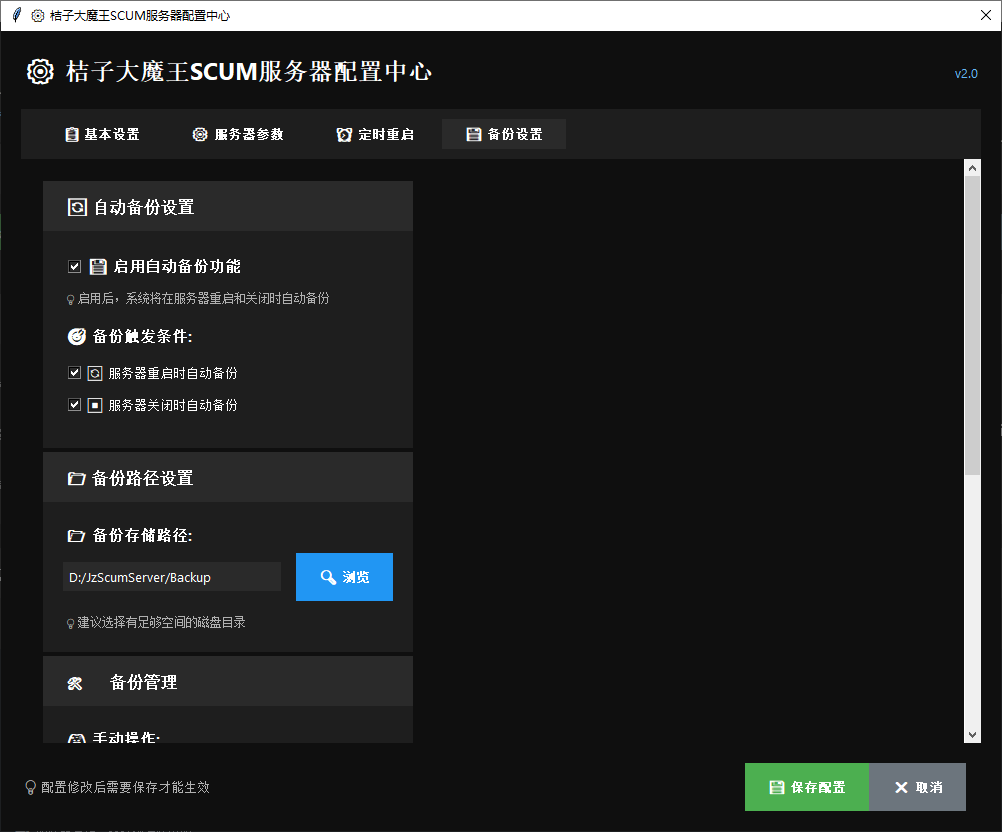 桔子大魔王SCUM服务器配置中心
桔子大魔王SCUM服务器配置中心
v2.0
基本设置 服务器参数 定时重启 备份设置
自动备份设置
启用自动备份功能
启用后，系统将在服务器重启和关闭时自动备份
备份触发条件:
服务器重启时自动备份
服务器关闭时自动备份
备份路径设置
备份存储路径:
D:/JzScumServer/Backup 浏览
建议选择有足够空间的磁盘目录
备份管理
手动操作:
配置修改后需要保存才能生效
保存配置 取消